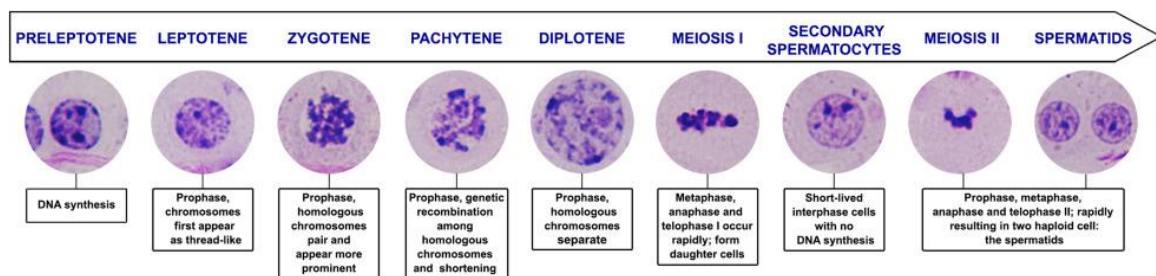 PRELEPTOTENE
LEPTOTENE
ZYGOTENE
PACHYTENE
DIPLOTENE
MEIOSIS I
SECONDARY
SPERMATOCYTES
MEIOSIS II
SPERMATIDS
DNA synthesis
Prophase,
chromosomes
first appear
as thread-like
Prophase,
homologous
chromosomes
pair and
appear more
prominent
Prophase, genetic
recombination
among
homologous
chromosomes
and shortening
Prophase,
homologous
chromosomes
separate
Metaphase,
anaphase and
telophase I occur
rapidly; form
daughter cells
Short-lived
interphase cells
with no
DNA synthesis
Prophase, metaphase,
anaphase and telophase II; rapidly
resulting in two haploid cell:
the spermatids